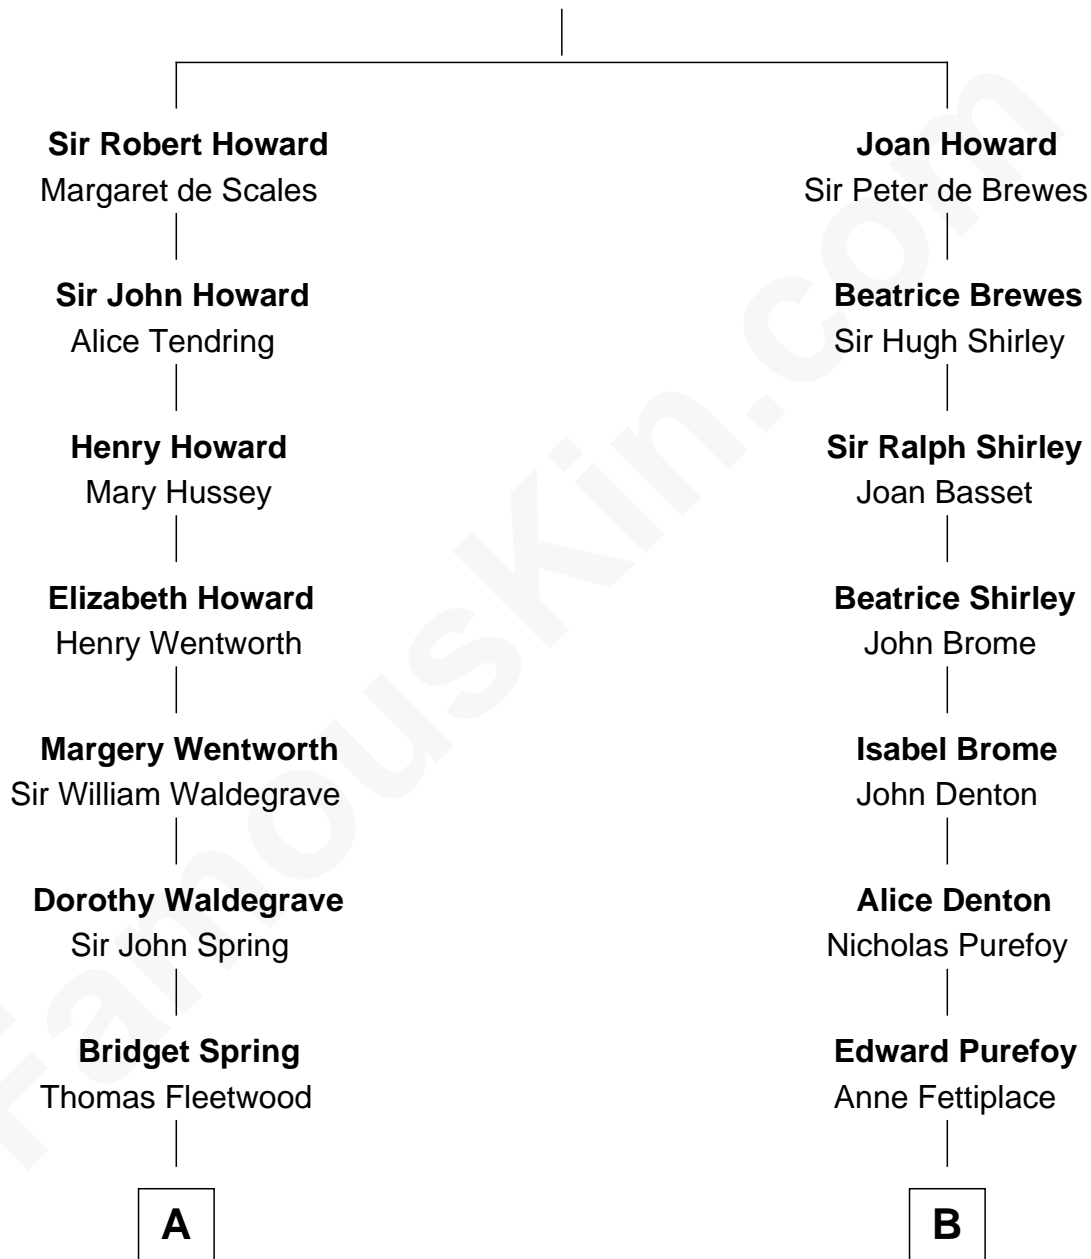 Sir Robert Howard
Margaret de Scales
Sir John Howard
Alice Tendring
Henry Howard
Mary Hussey
Elizabeth Howard
Henry Wentworth
Margery Wentworth
Sir William Waldegrave
Dorothy Waldegrave
Sir John Spring
Bridget Spring
Thomas Fleetwood
A
Joan Howard
Sir Peter de Brewes
Beatrice Brewes
Sir Hugh Shirley
Sir Ralph Shirley
Joan Basset
Beatrice Shirley
John Brome
Isabel Brome
John Denton
Alice Denton
Nicholas Purefoy
Edward Purefoy
Anne Fettiplace
B
FamousKin.com